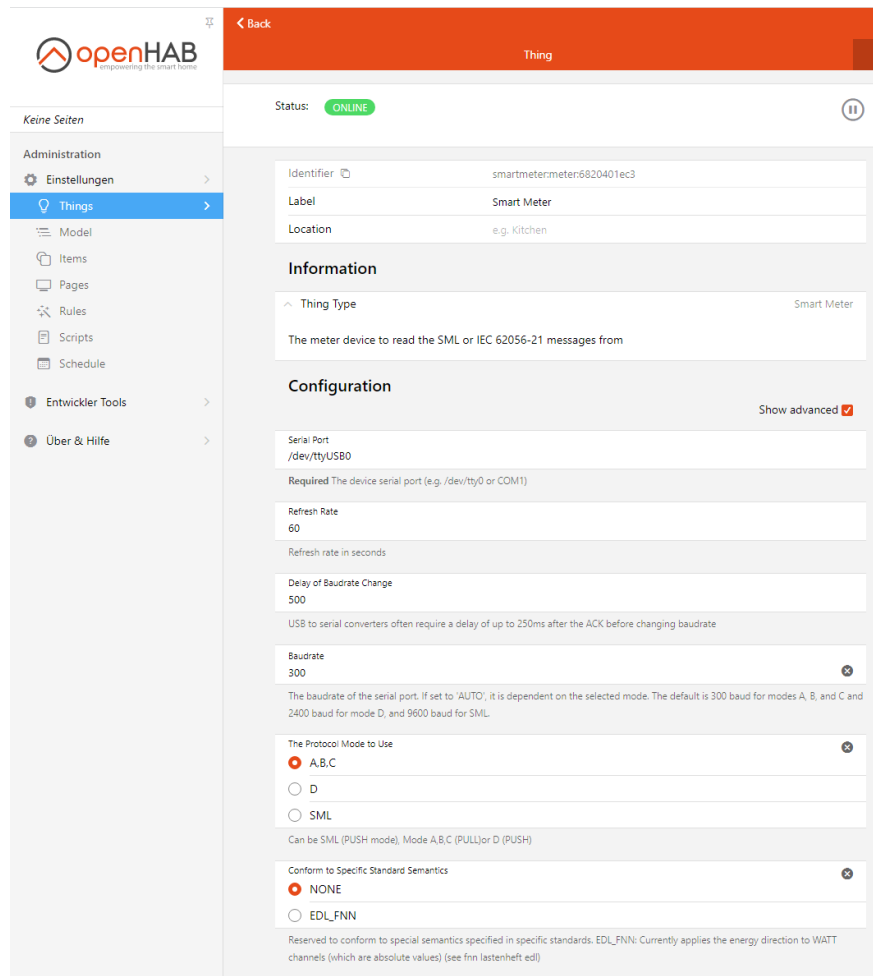 openHAB
empowering the smart home
Keine Seiten
Administration
Einstellungen
Things
Model
Items
Pages
Rules
Scripts
Schedule
Entwickler Tools
Über & Hilfe
Back
Thing
Status: ONLINE
Identifier smartmeter:meter:6820401ec3
Label Smart Meter
Location e.g. Kitchen
Information
Thing Type Smart Meter
The meter device to read the SML or IEC 62056-21 messages from
Configuration
Show advanced
Serial Port
/dev/ttyUSB0
Required The device serial port (e.g. /dev/tty0 or COM1)
Refresh Rate
60
Refresh rate in seconds
Delay of Baudrate Change
500
USB to serial converters often require a delay of up to 250ms after the ACK before changing baudrate
Baudrate
300
The baudrate of the serial port. If set to 'AUTO', it is dependent on the selected mode. The default is 300 baud for modes A, B, and C and
2400 baud for mode D, and 9600 baud for SML.
The Protocol Mode to Use
A,B,C
D
SML
Can be SML (PUSH mode), Mode A,B,C (PULL)or D (PUSH)
Conform to Specific Standard Semantics
NONE
EDL_FNN
Reserved to conform to special semantics specified in specific standards. EDL_FNN: Currently applies the energy direction to WATT
channels (which are absolute values) (see fnn lastenheft edl)